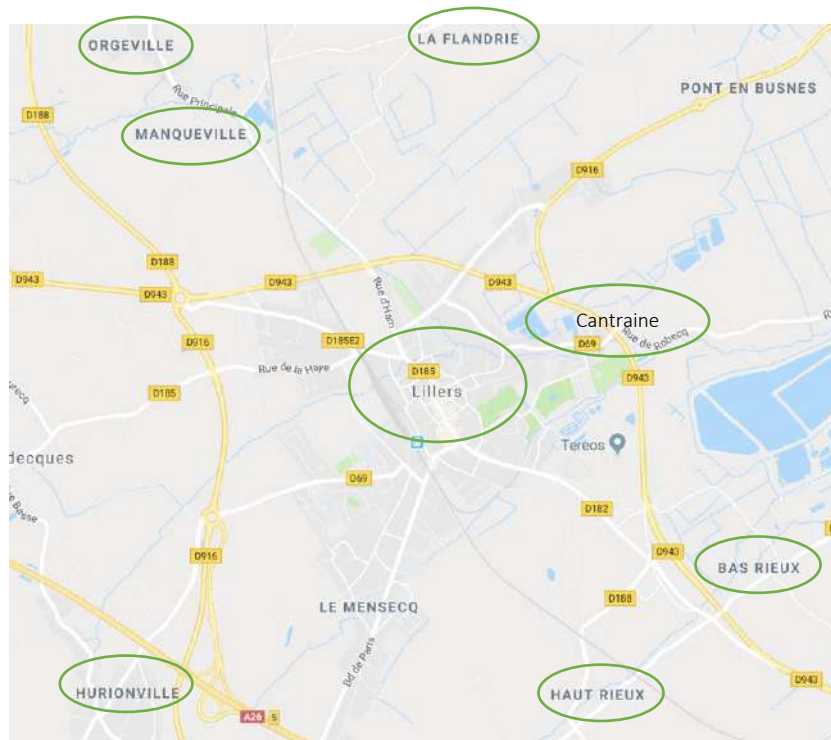 ORGEVILLE
LA FLANDRIE
PONT EN BUSNES
Rue Principale
D188
MANQUEVILLE
D916
D188
D943
D943
D943
D943
Rue d'Ham
Cantraine
Rue de Robecq
D916
D185E2
D69
Rue de la Haye
D185
Lillers
D943
D185
Tereos
decques
D69
D182
D916
D943
BAS RIEUX
LE MENSECQ
D188
Bd de Paris
HURIONVILLE
HAUT RIEUX
D943
A26
5